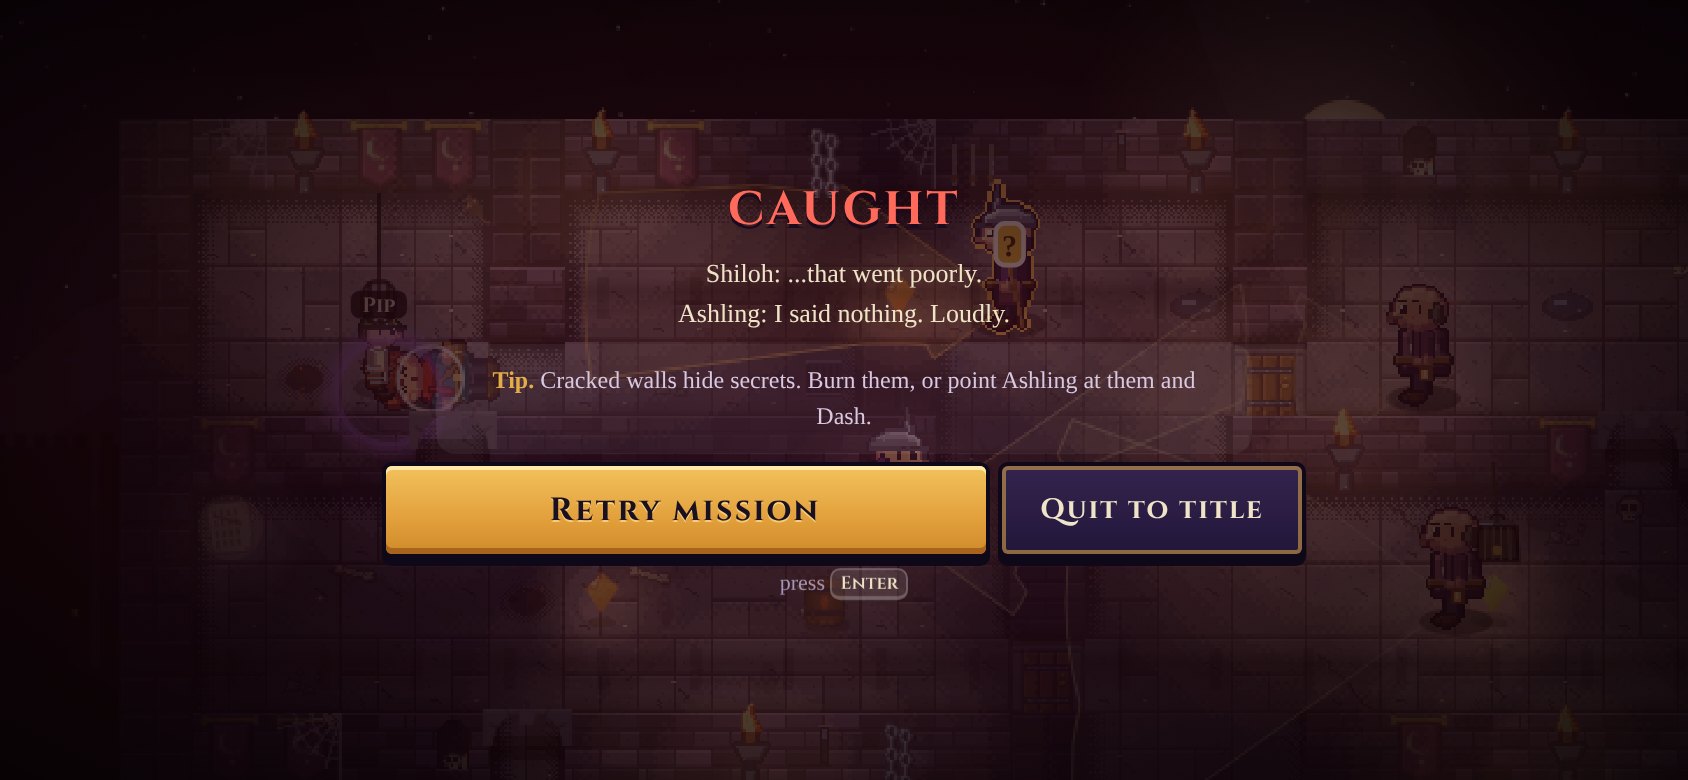 CAUGHT
?
Shiloh: ...that went poorly.
PIP
Ashling: I said nothing. Loudly.
Tip. Cracked walls hide secrets. Burn them, or point Ashling at them and
Dash.
RETRY MISSION
QUIT TO TITLE
press ENTER